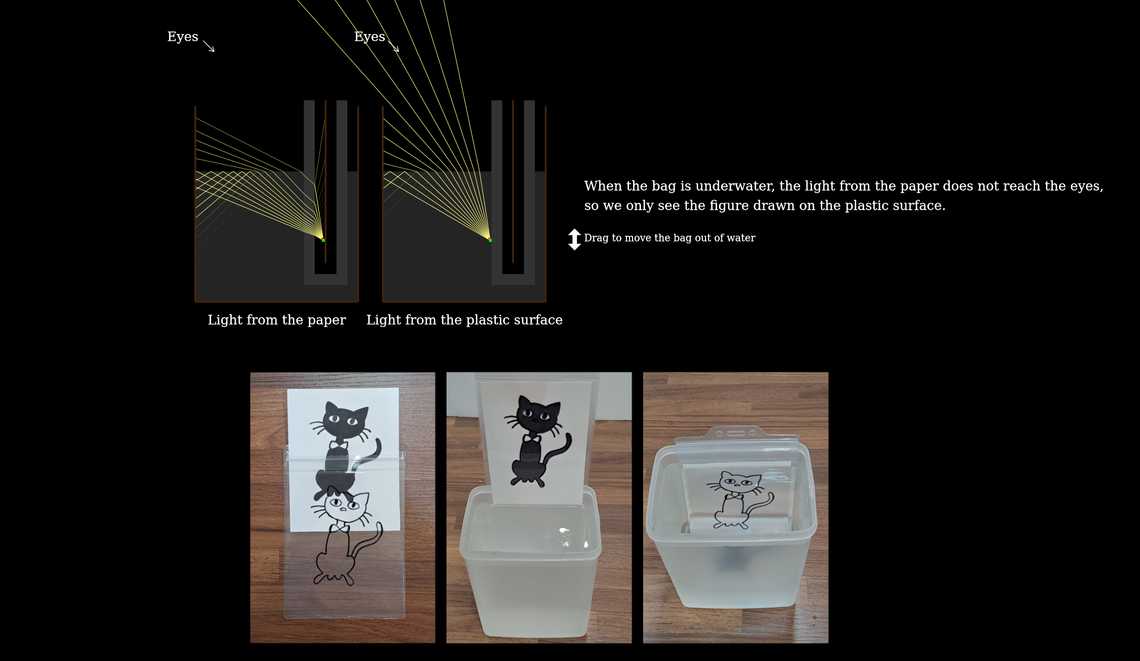 Eyes
Eyes
When the bag is underwater, the light from the paper does not reach the eyes,
so we only see the figure drawn on the plastic surface.
Drag to move the bag out of water
Light from the paper
Light from the plastic surface